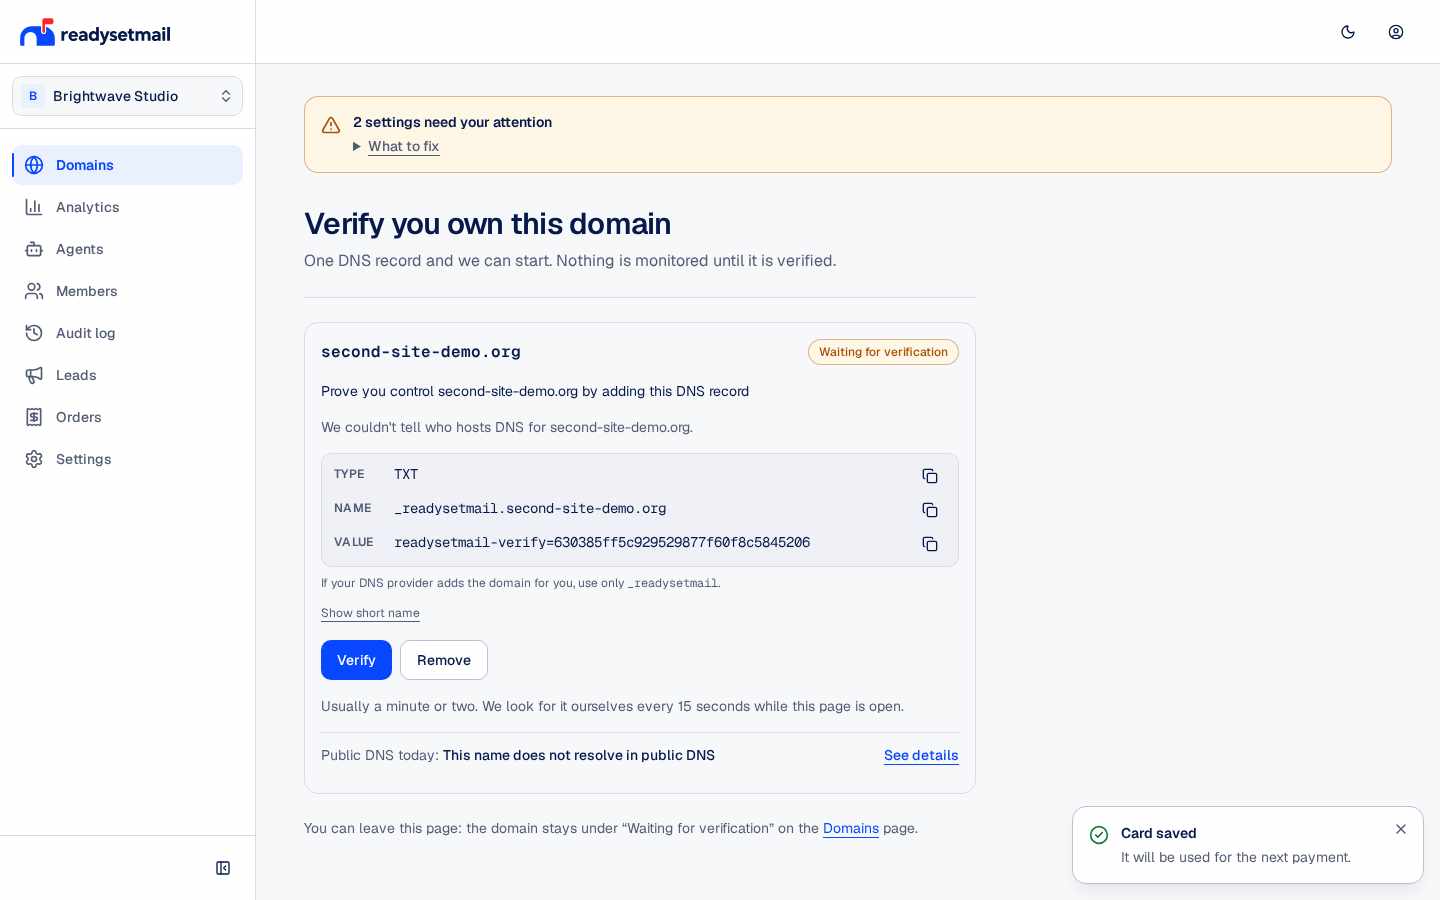 readysetmail
B Brightwave Studio
Domains
Analytics
Agents
Members
Audit log
Leads
Orders
Settings
2 settings need your attention
What to fix
Verify you own this domain
One DNS record and we can start. Nothing is monitored until it is verified.
second-site-demo.org
Waiting for verification
Prove you control second-site-demo.org by adding this DNS record
We couldn't tell who hosts DNS for second-site-demo.org.
TYPE TXT
NAME _readysetmail.second-site-demo.org
VALUE readysetmail-verify=630385ff5c929529877f60f8c5845206
If your DNS provider adds the domain for you, use only _readysetmail.
Show short name
Verify Remove
Usually a minute or two. We look for it ourselves every 15 seconds while this page is open.
Public DNS today: This name does not resolve in public DNS See details
You can leave this page: the domain stays under “Waiting for verification” on the Domains page.
Card saved
It will be used for the next payment.